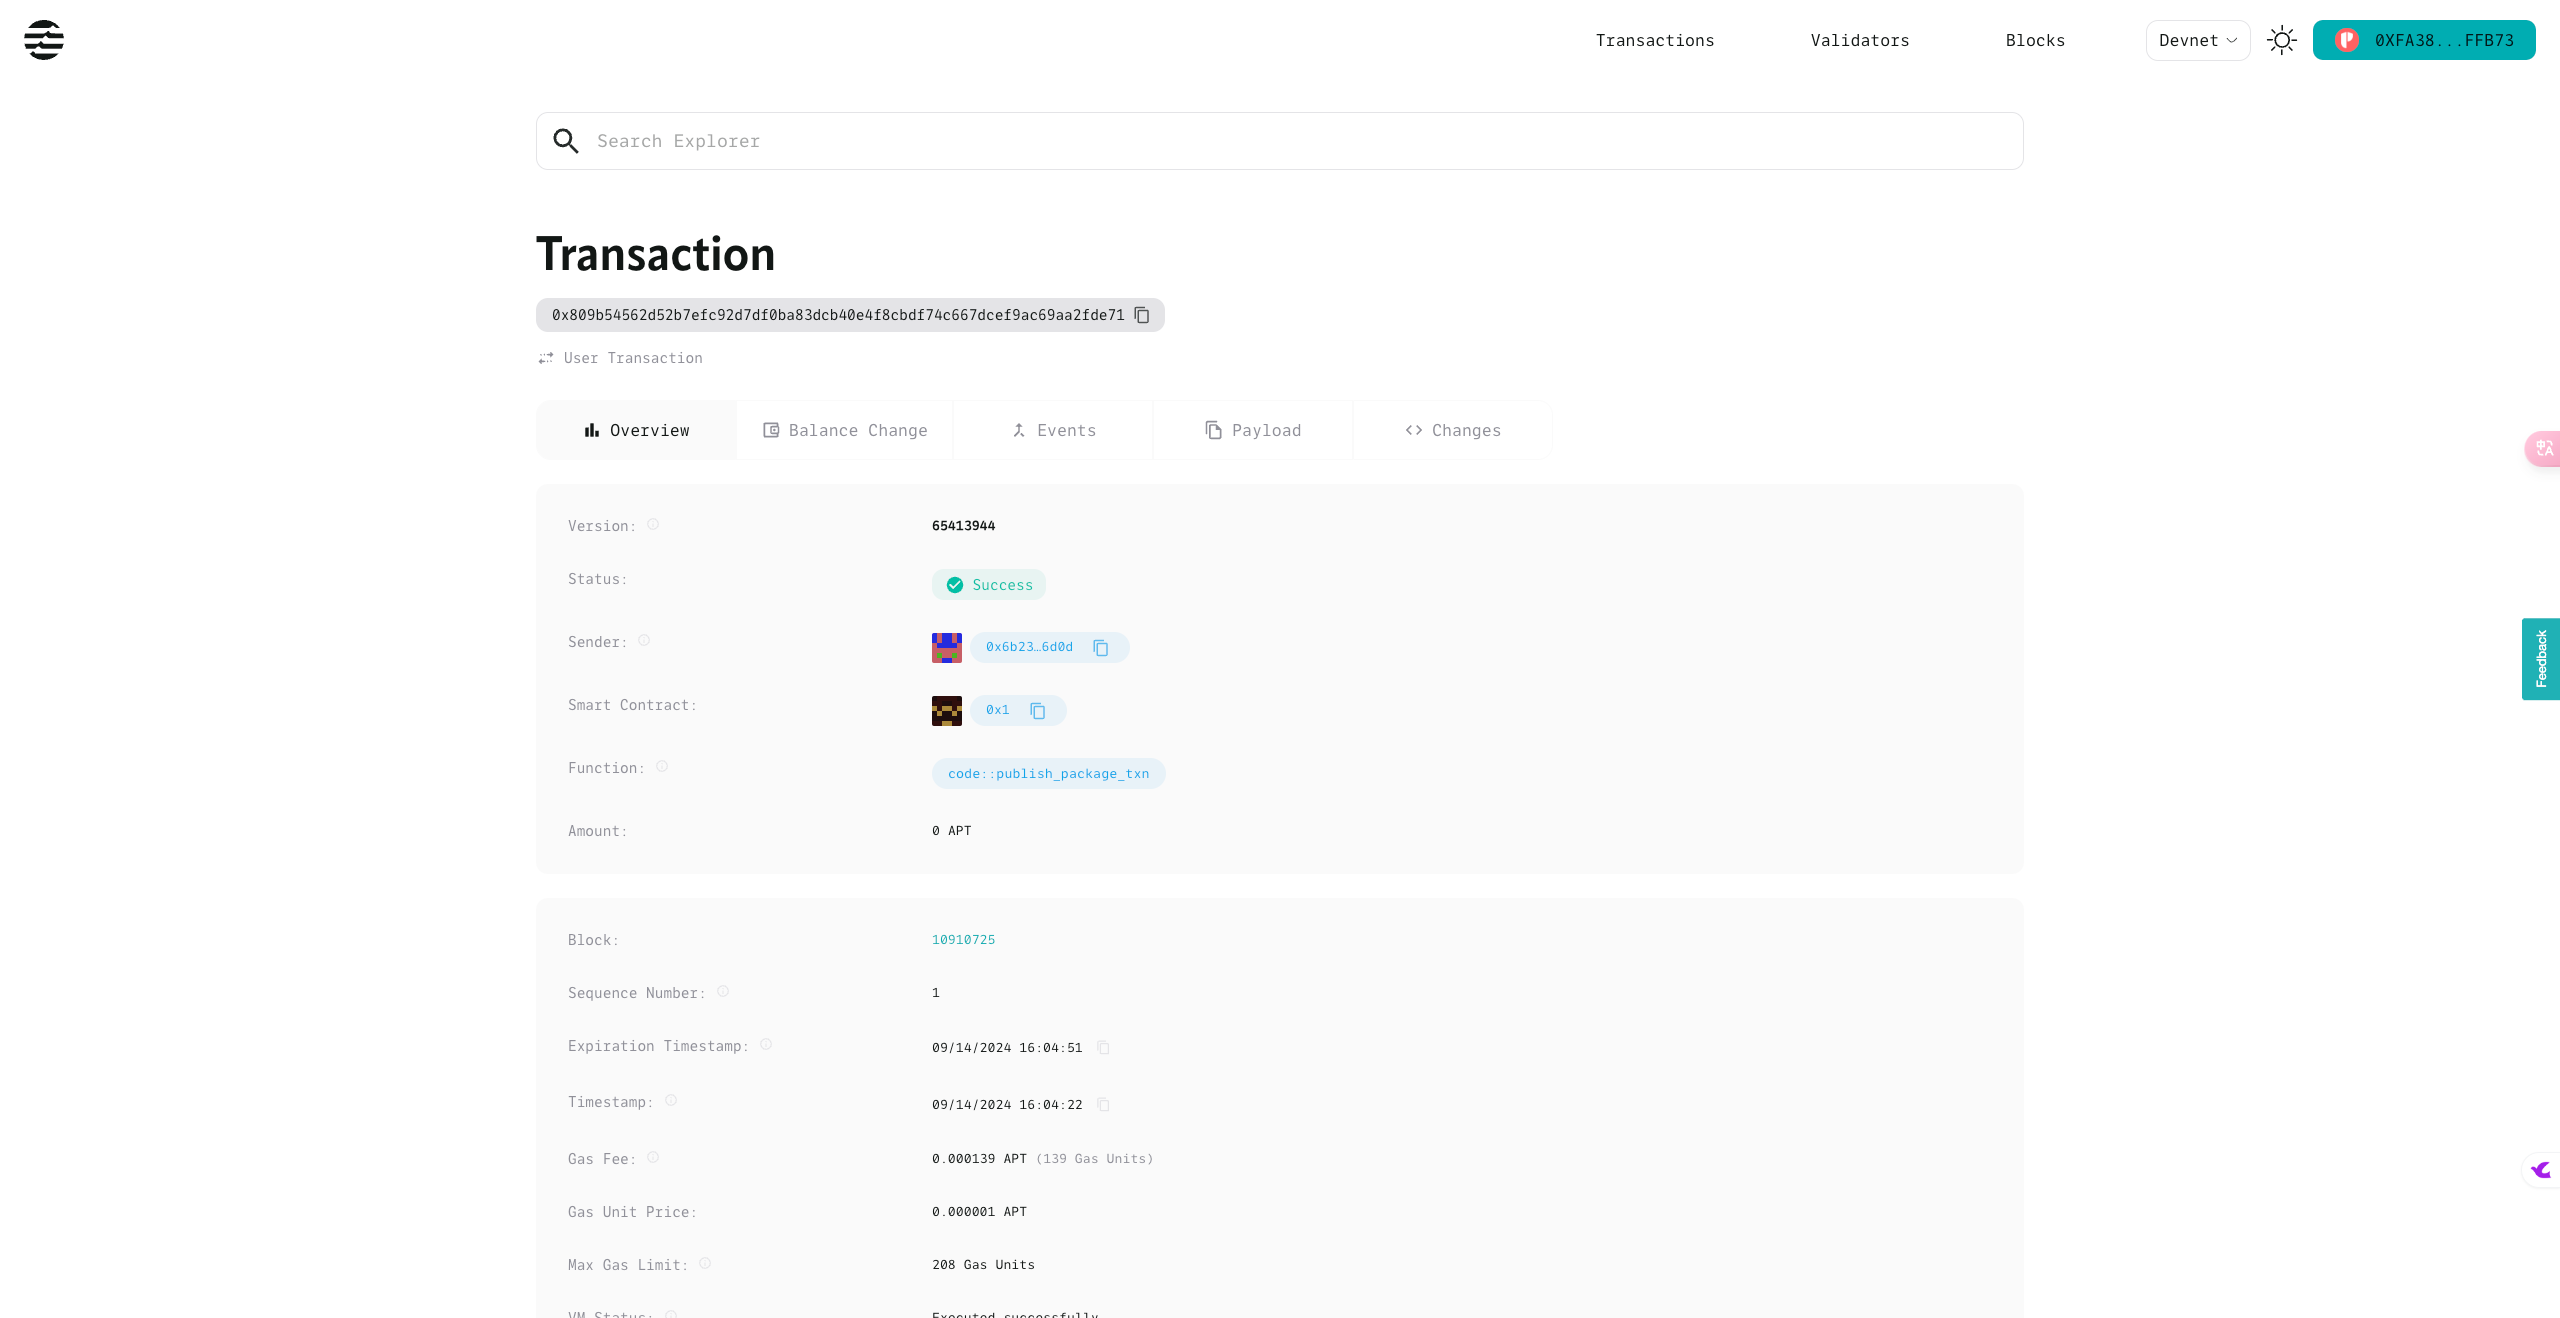 Transactions Validators Blocks Devnet 0XFA38...FFB73
Search Explorer
Transaction
0x809b54562d52b7efc92d7df0ba83dcb40e4f8cbdf74c667dcef9ac69aa2fde71
User Transaction
Overview Balance Change Events Payload Changes
Version: 65413944
Status: Success
Sender: 0x6b23…6d0d
Feedback
Smart Contract: 0x1
Function: code::publish_package_txn
Amount: 0 APT
Block: 10910725
Sequence Number: 1
Expiration Timestamp: 09/14/2024 16:04:51
Timestamp: 09/14/2024 16:04:22
Gas Fee: 0.000139 APT (139 Gas Units)
Gas Unit Price: 0.000001 APT
Max Gas Limit: 208 Gas Units
VM Status: Executed successfully